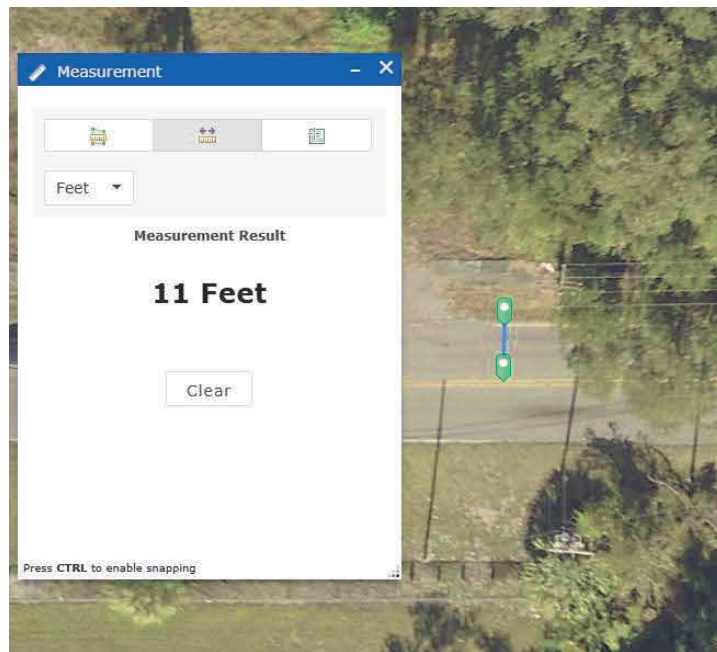 Measurement
Feet
Measurement Result
11 Feet
Clear
Press CTRL to enable snapping